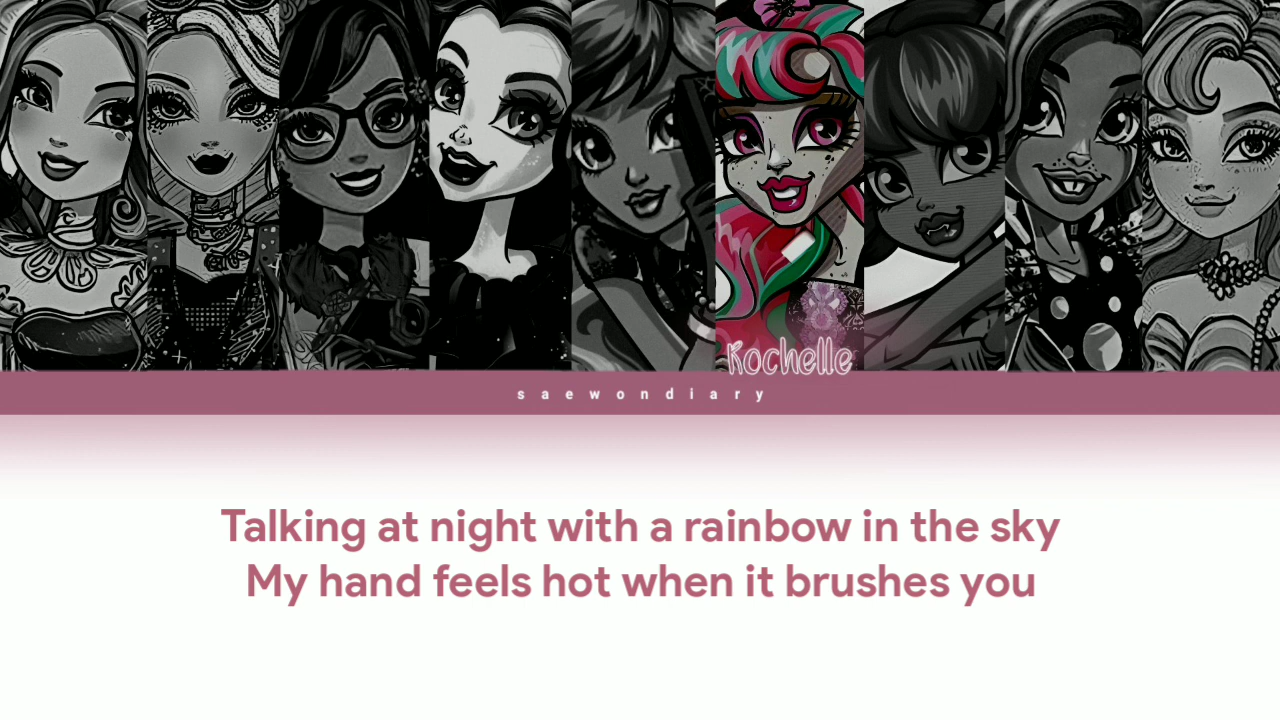 Rochelle
s a e w o n d i a r y
Talking at night with a rainbow in the sky
My hand feels hot when it brushes you